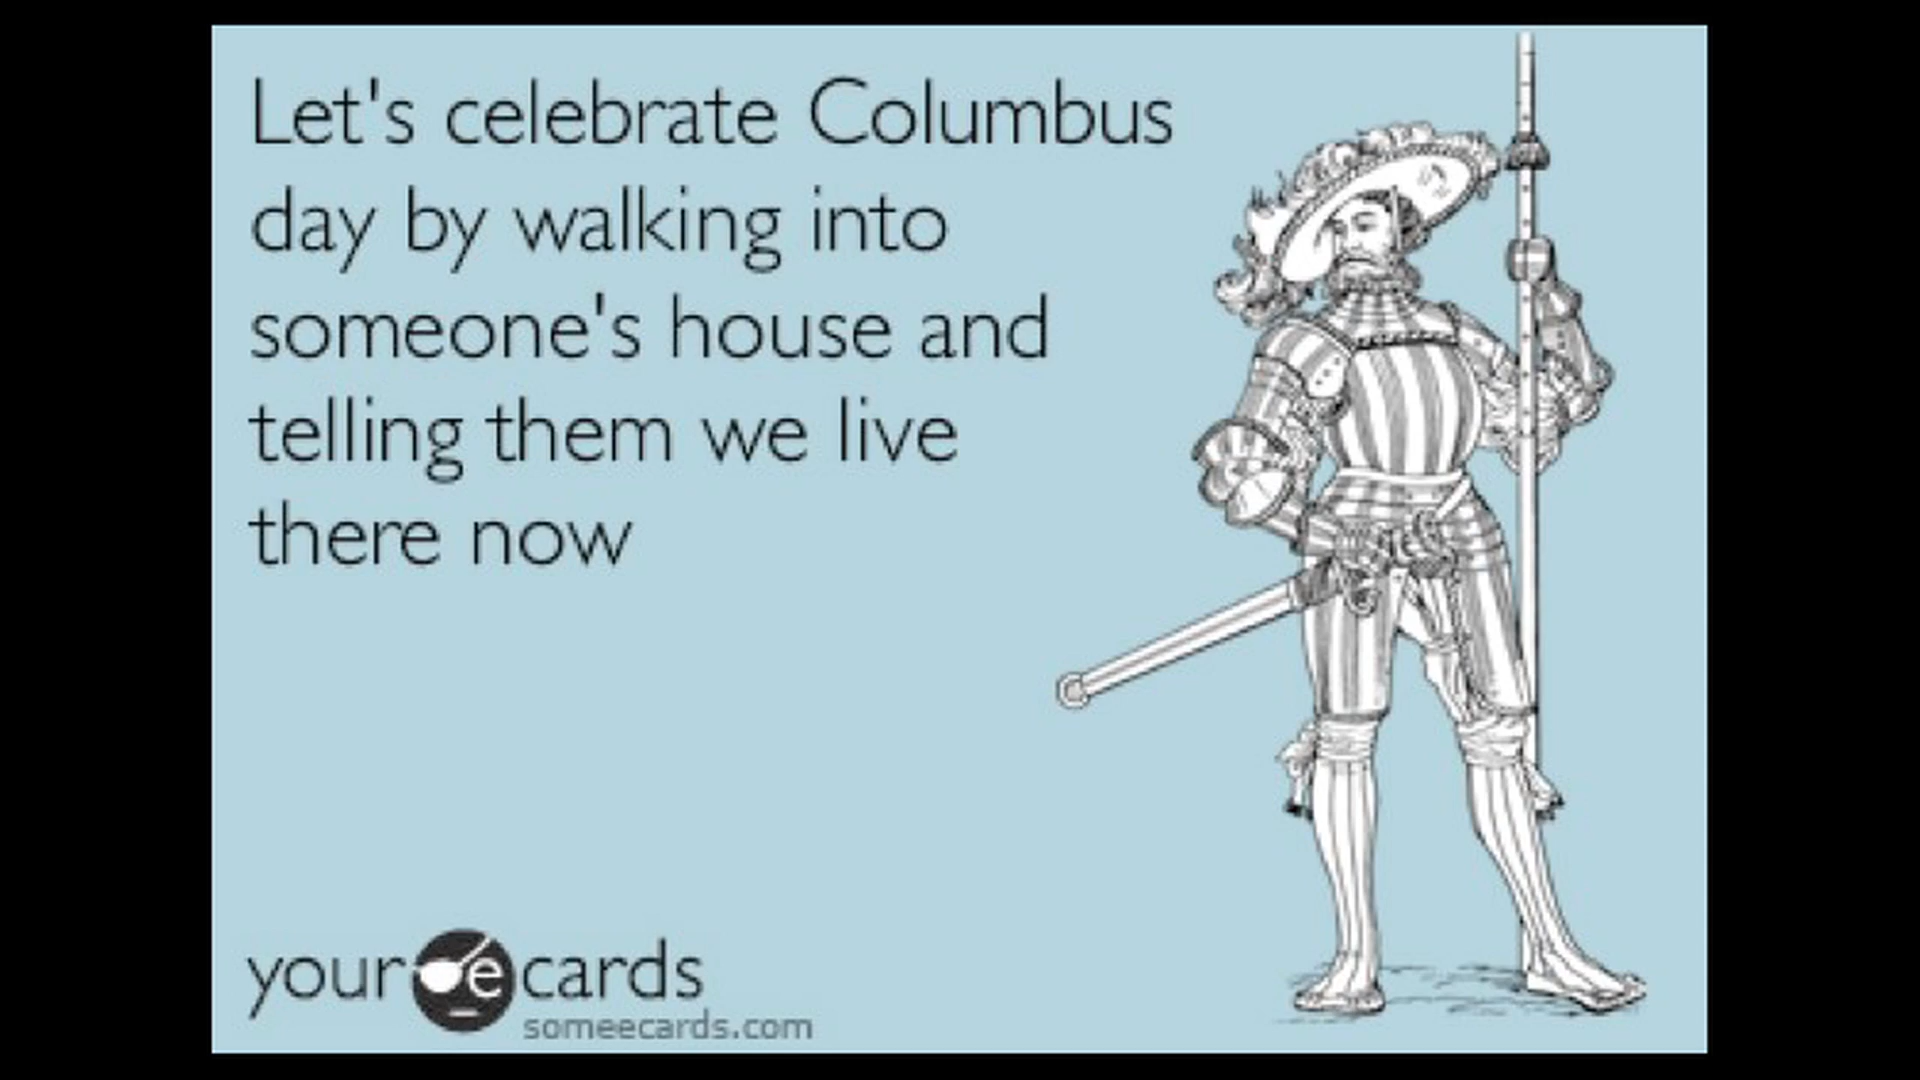 Let's celebrate Columbus
day by walking into
someone's house and
telling them we live
there now
your e cards
someecards.com